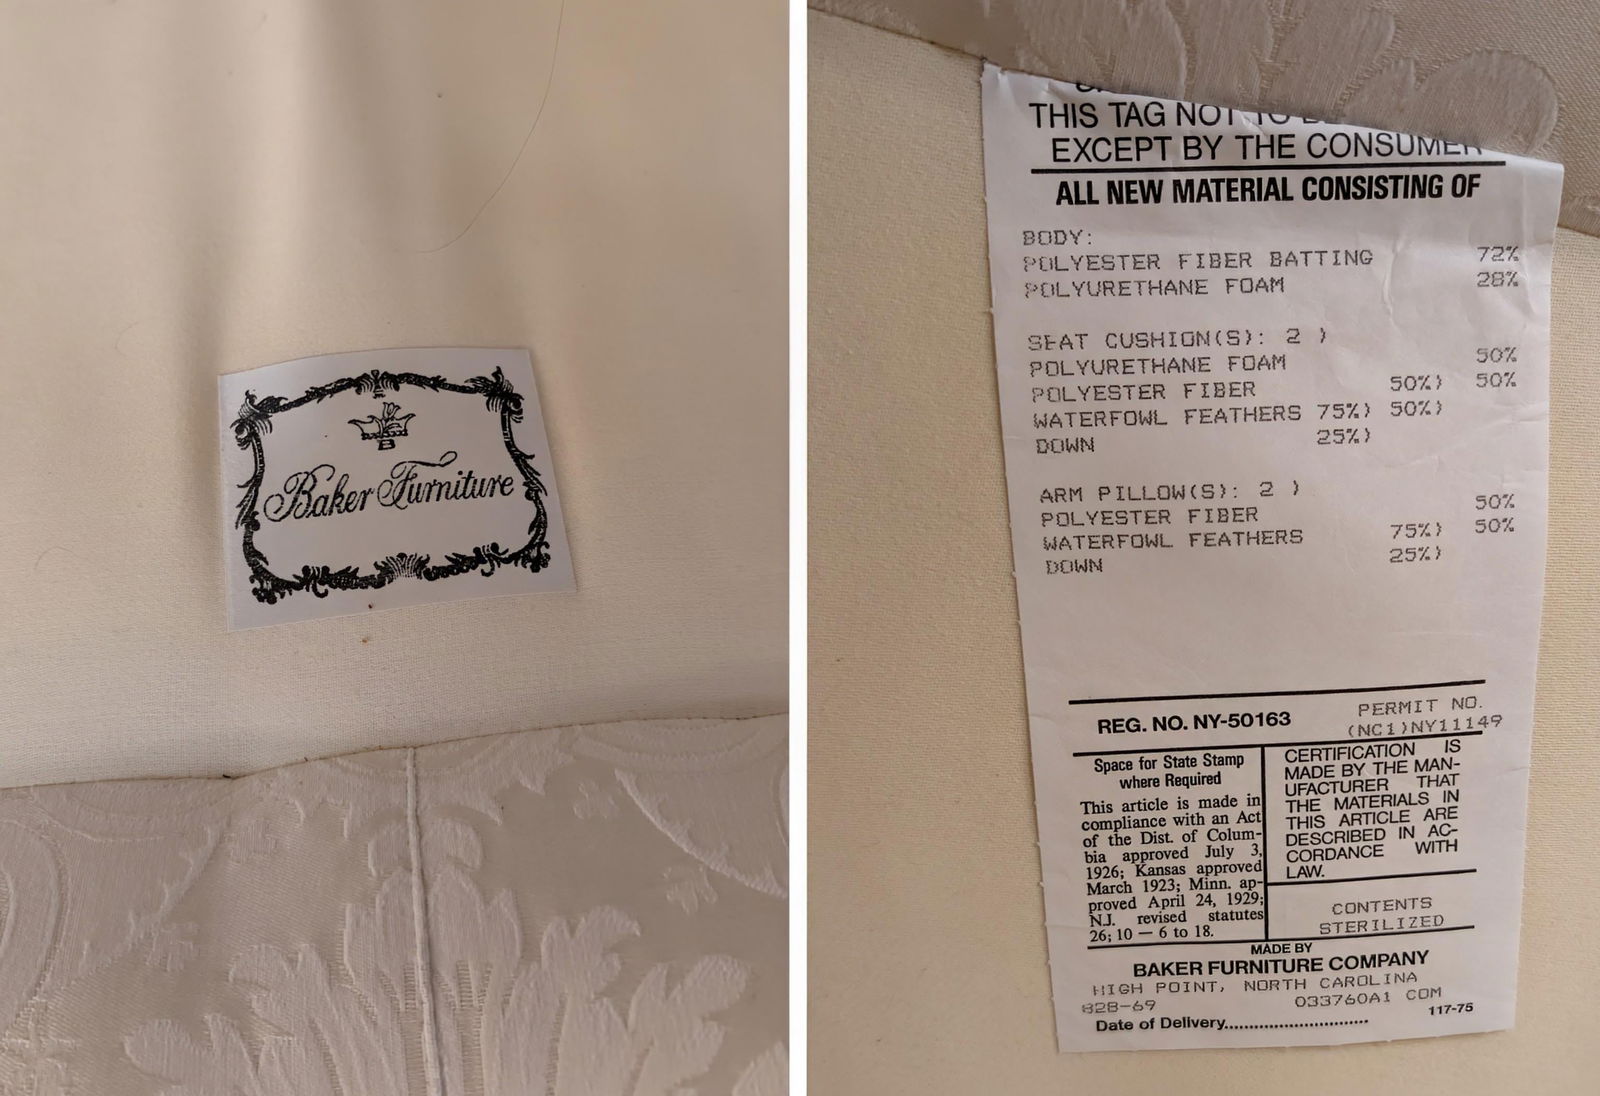 B
Baker Furniture
THIS TAG NOT TO
EXCEPT BY THE CONSUMER
ALL NEW MATERIAL CONSISTING OF
BODY:
POLYESTER FIBER BATTING 72%
POLYURETHANE FOAM 28%
SEAT CUSHION(S): 2 )
POLYURETHANE FOAM 50%
POLYESTER FIBER 50%) 50%
WATERFOWL FEATHERS 75%) 50%)
DOWN 25%)
ARM PILLOW(S): 2 )
POLYESTER FIBER 50%
WATERFOWL FEATHERS 75%) 50%
DOWN 25%)
REG. NO. NY-50163
PERMIT NO.
(NC1)NY11149
Space for State Stamp
where Required
This article is made in
compliance with an Act
of the Dist. of Colum-
bia approved July 3,
1926; Kansas approved
March 1923; Minn. ap-
proved April 24, 1929;
N.J. revised statutes
26; 10 — 6 to 18.
CERTIFICATION IS
MADE BY THE MAN-
UFACTURER THAT
THE MATERIALS IN
THIS ARTICLE ARE
DESCRIBED IN AC-
CORDANCE WITH
LAW.
CONTENTS
STERILIZED
MADE BY
BAKER FURNITURE COMPANY
HIGH POINT, NORTH CAROLINA
828-69 033760A1 COM
117-75
Date of Delivery..............................